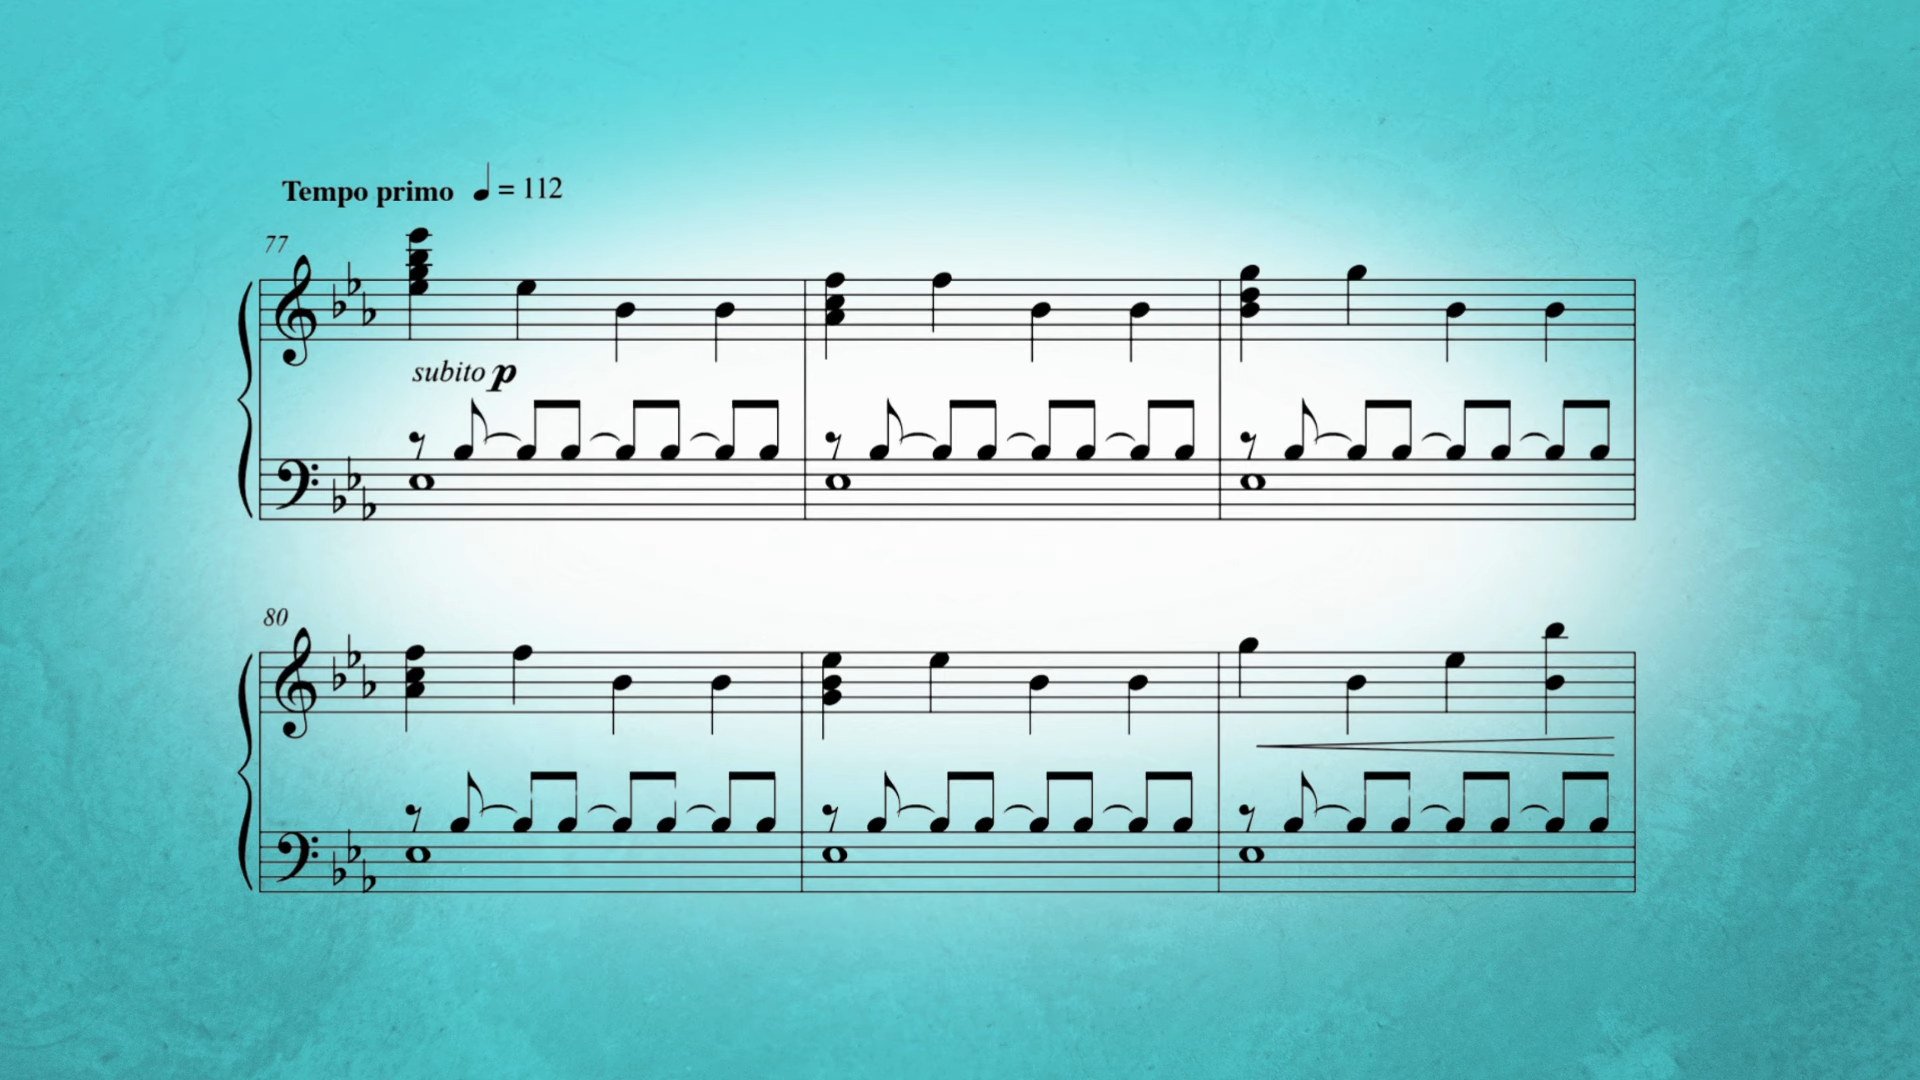 Tempo primo ♩ = 112
77
subito p
80